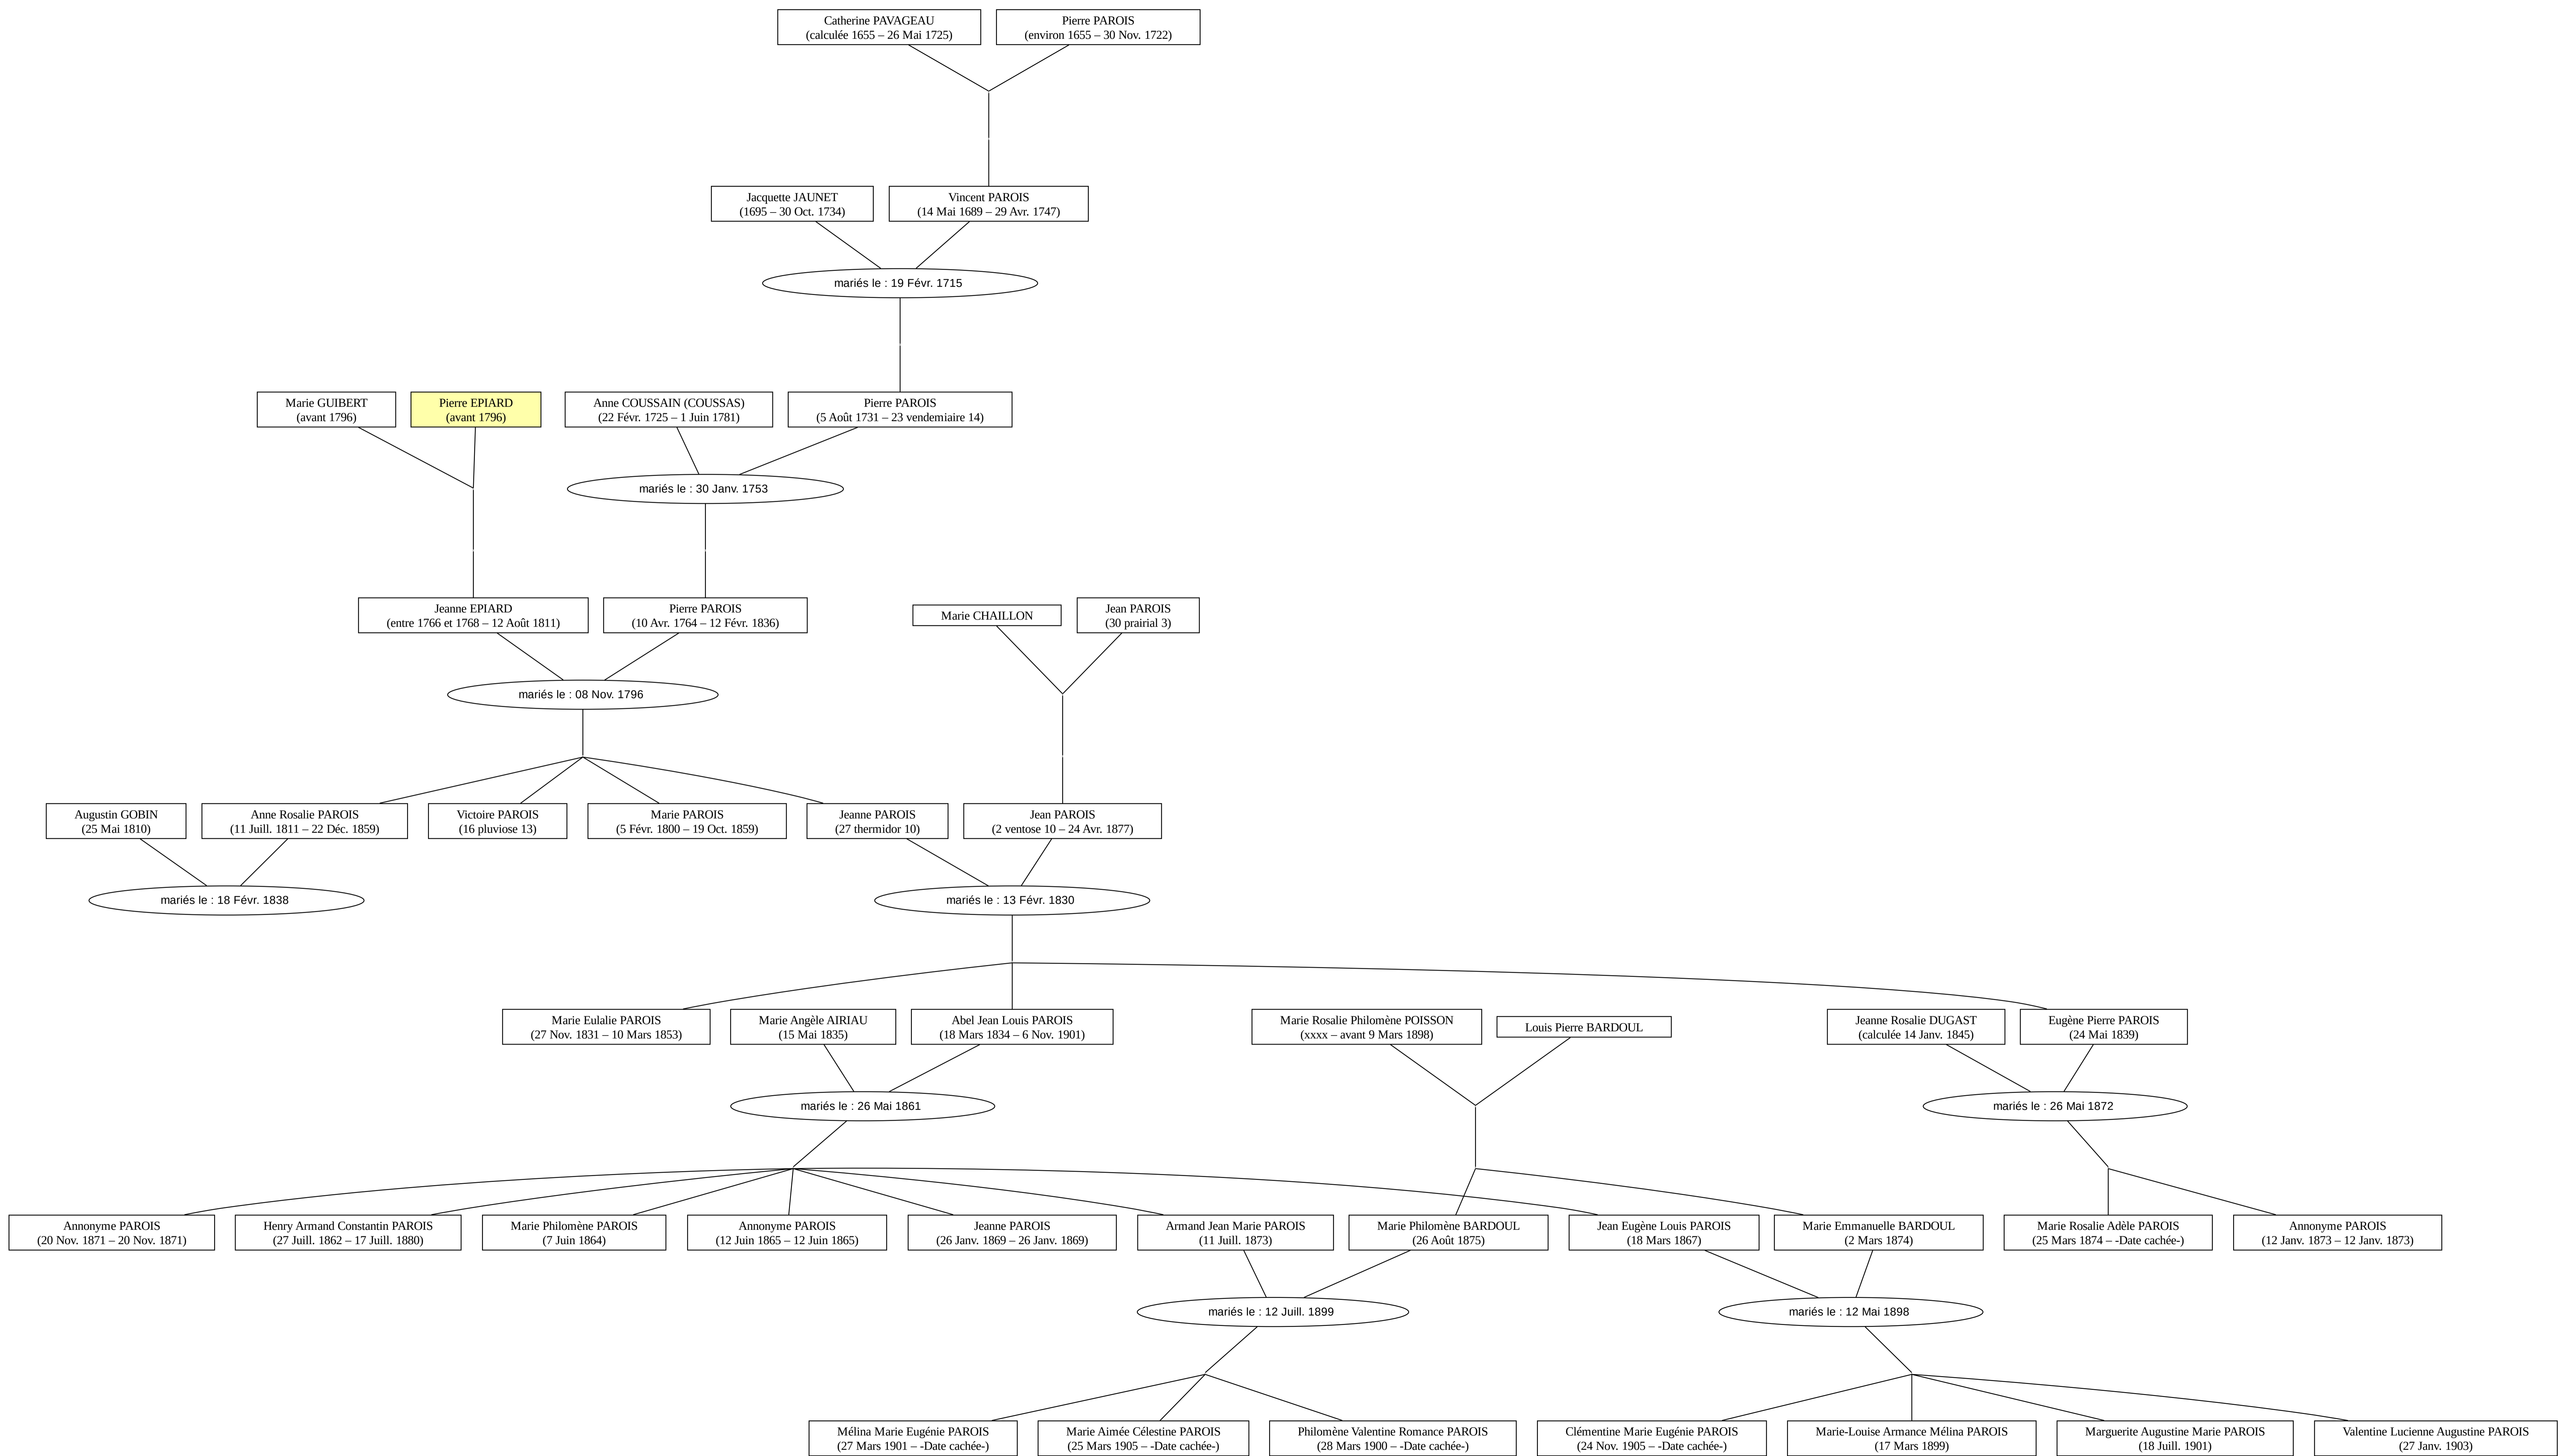 Catherine PAVAGEAU
(calculée 1655 – 26 Mai 1725)
Pierre PAROIS
(environ 1655 – 30 Nov. 1722)
Jacquette JAUNET
(1695 – 30 Oct. 1734)
Vincent PAROIS
(14 Mai 1689 – 29 Avr. 1747)
mariés le : 19 Févr. 1715
Marie GUIBERT
(avant 1796)
Pierre EPIARD
(avant 1796)
Anne COUSSAIN (COUSSAS)
(22 Févr. 1725 – 1 Juin 1781)
Pierre PAROIS
(5 Août 1731 – 23 vendemiaire 14)
mariés le : 30 Janv. 1753
Jeanne EPIARD
(entre 1766 et 1768 – 12 Août 1811)
Pierre PAROIS
(10 Avr. 1764 – 12 Févr. 1836)
Marie CHAILLON
Jean PAROIS
(30 prairial 3)
mariés le : 08 Nov. 1796
Augustin GOBIN
(25 Mai 1810)
Anne Rosalie PAROIS
(11 Juill. 1811 – 22 Déc. 1859)
Victoire PAROIS
(16 pluviose 13)
Marie PAROIS
(5 Févr. 1800 – 19 Oct. 1859)
Jeanne PAROIS
(27 thermidor 10)
Jean PAROIS
(2 ventose 10 – 24 Avr. 1877)
mariés le : 18 Févr. 1838
mariés le : 13 Févr. 1830
Marie Eulalie PAROIS
(27 Nov. 1831 – 10 Mars 1853)
Marie Angèle AIRIAU
(15 Mai 1835)
Abel Jean Louis PAROIS
(18 Mars 1834 – 6 Nov. 1901)
Marie Rosalie Philomène POISSON
(xxxx – avant 9 Mars 1898)
Louis Pierre BARDOUL
Jeanne Rosalie DUGAST
(calculée 14 Janv. 1845)
Eugène Pierre PAROIS
(24 Mai 1839)
mariés le : 26 Mai 1861
mariés le : 26 Mai 1872
Annonyme PAROIS
(20 Nov. 1871 – 20 Nov. 1871)
Henry Armand Constantin PAROIS
(27 Juill. 1862 – 17 Juill. 1880)
Marie Philomène PAROIS
(7 Juin 1864)
Annonyme PAROIS
(12 Juin 1865 – 12 Juin 1865)
Jeanne PAROIS
(26 Janv. 1869 – 26 Janv. 1869)
Armand Jean Marie PAROIS
(11 Juill. 1873)
Marie Philomène BARDOUL
(26 Août 1875)
Jean Eugène Louis PAROIS
(18 Mars 1867)
Marie Emmanuelle BARDOUL
(2 Mars 1874)
Marie Rosalie Adèle PAROIS
(25 Mars 1874 – -Date cachée-)
Annonyme PAROIS
(12 Janv. 1873 – 12 Janv. 1873)
mariés le : 12 Juill. 1899
mariés le : 12 Mai 1898
Mélina Marie Eugénie PAROIS
(27 Mars 1901 – -Date cachée-)
Marie Aimée Célestine PAROIS
(25 Mars 1905 – -Date cachée-)
Philomène Valentine Romance PAROIS
(28 Mars 1900 – -Date cachée-)
Clémentine Marie Eugénie PAROIS
(24 Nov. 1905 – -Date cachée-)
Marie-Louise Armance Mélina PAROIS
(17 Mars 1899)
Marguerite Augustine Marie PAROIS
(18 Juill. 1901)
Valentine Lucienne Augustine PAROIS
(27 Janv. 1903)